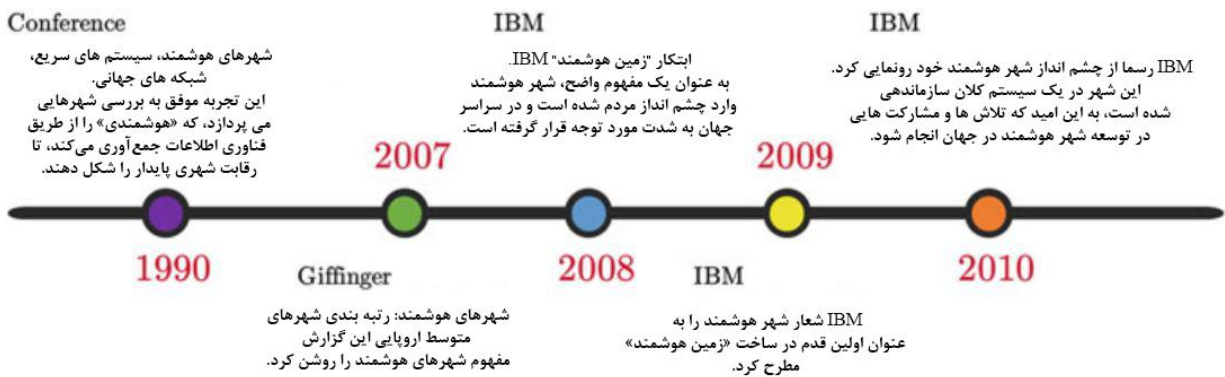 Conference
شهرهای هوشمند، سیستم های سریع،
شبکه های جهانی.
این تجربه موفق به بررسی شهرهایی
می پردازد، که «هوشمندی» را از طریق
فناوری اطلاعات جمع‌آوری می‌کند، تا
رقابت شهری پایدار را شکل دهند.
1990
2007
Giffinger
شهرهای هوشمند: رتبه بندی شهرهای
متوسط اروپایی این گزارش
مفهوم شهرهای هوشمند را روشن کرد.
IBM
ابتکار "زمین هوشمند" IBM.
به عنوان یک مفهوم واضح، شهر هوشمند
وارد چشم انداز مردم شده است و در سراسر
جهان به شدت مورد توجه قرار گرفته است.
2008
2009
IBM
IBM شعار شهر هوشمند را به
عنوان اولین قدم در ساخت «زمین هوشمند»
مطرح کرد.
IBM
IBM رسما از چشم انداز شهر هوشمند خود رونمایی کرد.
این شهر در یک سیستم کلان سازماندهی
شده است، به این امید که تلاش ها و مشارکت هایی
در توسعه شهر هوشمند در جهان انجام شود.
2010